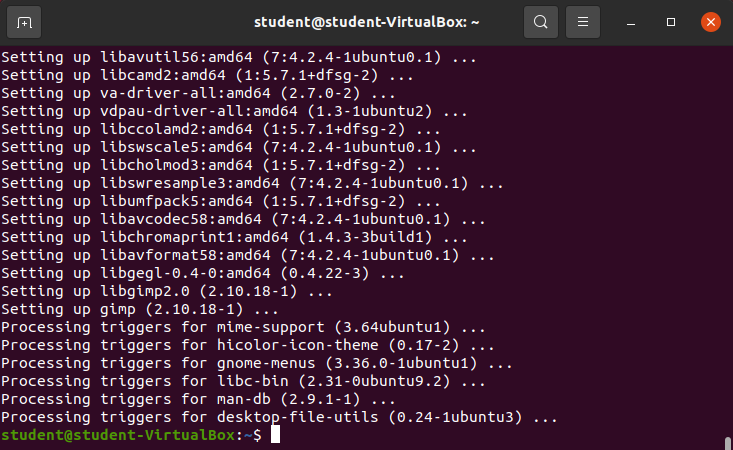 student@student-VirtualBox: ~
Setting up libavutil56:amd64 (7:4.2.4-1ubuntu0.1) ...
Setting up libcamd2:amd64 (1:5.7.1+dfsg-2) ...
Setting up va-driver-all:amd64 (2.7.0-2) ...
Setting up vdpau-driver-all:amd64 (1.3-1ubuntu2) ...
Setting up libccolamd2:amd64 (1:5.7.1+dfsg-2) ...
Setting up libswscale5:amd64 (7:4.2.4-1ubuntu0.1) ...
Setting up libcholmod3:amd64 (1:5.7.1+dfsg-2) ...
Setting up libswresample3:amd64 (7:4.2.4-1ubuntu0.1) ...
Setting up libumfpack5:amd64 (1:5.7.1+dfsg-2) ...
Setting up libavcodec58:amd64 (7:4.2.4-1ubuntu0.1) ...
Setting up libchromaprint1:amd64 (1.4.3-3build1) ...
Setting up libavformat58:amd64 (7:4.2.4-1ubuntu0.1) ...
Setting up libgegl-0.4-0:amd64 (0.4.22-3) ...
Setting up libgimp2.0 (2.10.18-1) ...
Setting up gimp (2.10.18-1) ...
Processing triggers for mime-support (3.64ubuntu1) ...
Processing triggers for hicolor-icon-theme (0.17-2) ...
Processing triggers for gnome-menus (3.36.0-1ubuntu1) ...
Processing triggers for libc-bin (2.31-0ubuntu9.2) ...
Processing triggers for man-db (2.9.1-1) ...
Processing triggers for desktop-file-utils (0.24-1ubuntu3) ...
student@student-VirtualBox:~$